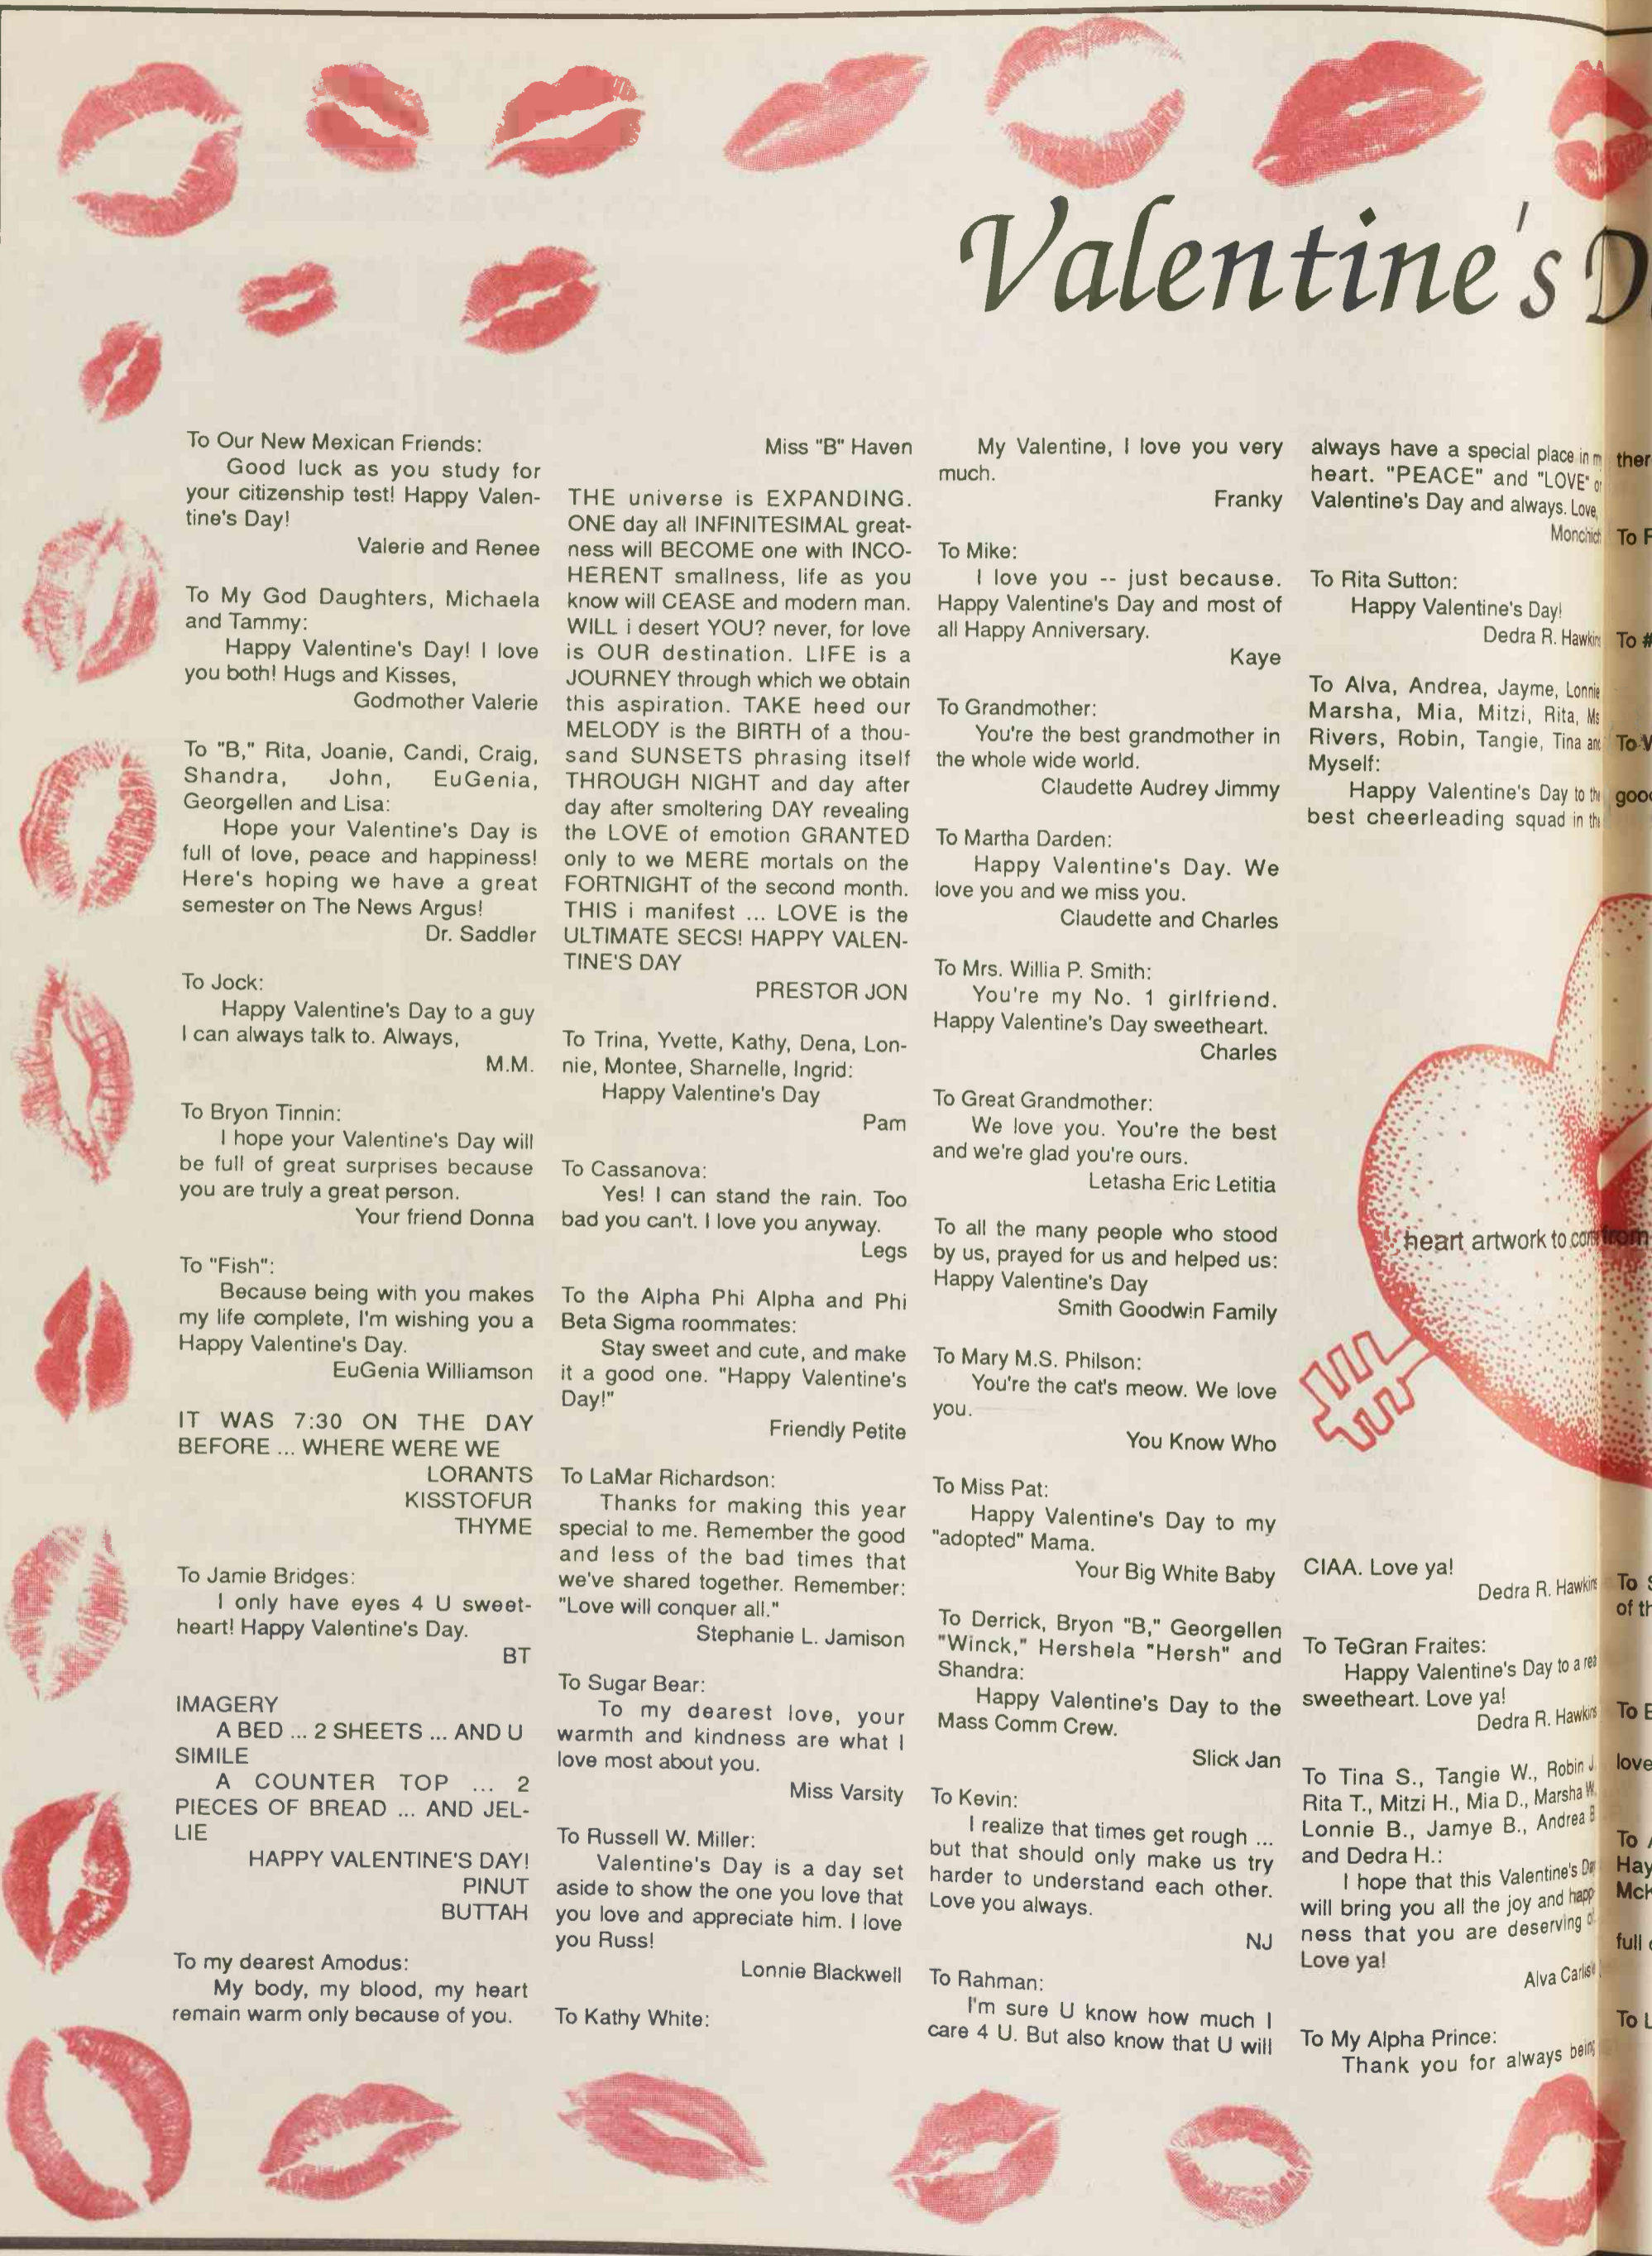 Valentine's D
To Our New Mexican Friends:
Good luck as you study for
your citizenship test! Happy Valen-
tine's Day!
Valerie and Renee
To My God Daughters, Michaela
and Tammy:
Happy Valentine's Day! I love
you both! Hugs and Kisses,
Godmother Valerie
To "B," Rita, Joanie, Candi, Craig,
Shandra, John, EuGenia,
Georgellen and Lisa:
Hope your Valentine's Day is
full of love, peace and happiness!
Here's hoping we have a great
semester on The News Argus!
Dr. Saddler
To Jock:
Happy Valentine's Day to a guy
I can always talk to. Always,
M.M.
To Bryon Tinnin:
I hope your Valentine's Day will
be full of great surprises because
you are truly a great person.
Your friend Donna
To "Fish":
Because being with you makes
my life complete, I'm wishing you a
Happy Valentine's Day.
EuGenia Williamson
IT WAS 7:30 ON THE DAY
BEFORE ... WHERE WERE WE
LORANTS
KISSTOFUR
THYME
To Jamie Bridges:
I only have eyes 4 U sweet-
heart! Happy Valentine's Day.
BT
IMAGERY
A BED ... 2 SHEETS ... AND U
SIMILE
A COUNTER TOP ... 2
PIECES OF BREAD ... AND JEL-
LIE
HAPPY VALENTINE'S DAY!
PINUT
BUTTAH
To my dearest Amodus:
My body, my blood, my heart
remain warm only because of you.
Miss "B" Haven
THE universe is EXPANDING.
ONE day all INFINITESIMAL great-
ness will BECOME one with INCO-
HERENT smallness, life as you
know will CEASE and modern man.
WILL i desert YOU? never, for love
is OUR destination. LIFE is a
JOURNEY through which we obtain
this aspiration. TAKE heed our
MELODY is the BIRTH of a thou-
sand SUNSETS phrasing itself
THROUGH NIGHT and day after
day after smoltering DAY revealing
the LOVE of emotion GRANTED
only to we MERE mortals on the
FORTNIGHT of the second month.
THIS i manifest ... LOVE is the
ULTIMATE SECS! HAPPY VALEN-
TINE'S DAY
PRESTOR JON
To Trina, Yvette, Kathy, Dena, Lon-
nie, Montee, Sharnelle, Ingrid:
Happy Valentine's Day
Pam
To Cassanova:
Yes! I can stand the rain. Too
bad you can't. I love you anyway.
Legs
To the Alpha Phi Alpha and Phi
Beta Sigma roommates:
Stay sweet and cute, and make
it a good one. "Happy Valentine's
Day!"
Friendly Petite
To LaMar Richardson:
Thanks for making this year
special to me. Remember the good
and less of the bad times that
we've shared together. Remember:
"Love will conquer all."
Stephanie L. Jamison
To Sugar Bear:
To my dearest love, your
warmth and kindness are what I
love most about you.
Miss Varsity
To Russell W. Miller:
Valentine's Day is a day set
aside to show the one you love that
you love and appreciate him. I love
you Russ!
Lonnie Blackwell
To Kathy White:
My Valentine, I love you very
much.
Franky
To Mike:
I love you -- just because.
Happy Valentine's Day and most of
all Happy Anniversary.
Kaye
To Grandmother:
You're the best grandmother in
the whole wide world.
Claudette Audrey Jimmy
To Martha Darden:
Happy Valentine's Day. We
love you and we miss you.
Claudette and Charles
To Mrs. Willia P. Smith:
You're my No. 1 girlfriend.
Happy Valentine's Day sweetheart.
Charles
To Great Grandmother:
We love you. You're the best
and we're glad you're ours.
Letasha Eric Letitia
To all the many people who stood
by us, prayed for us and helped us:
Happy Valentine's Day
Smith Goodwin Family
To Mary M.S. Philson:
You're the cat's meow. We love
you.
You Know Who
To Miss Pat:
Happy Valentine's Day to my
"adopted" Mama.
Your Big White Baby
To Derrick, Bryon "B," Georgellen
"Winck," Hershela "Hersh" and
Shandra:
Happy Valentine's Day to the
Mass Comm Crew.
Slick Jan
To Kevin:
I realize that times get rough ...
but that should only make us try
harder to understand each other.
Love you always.
NJ
To Rahman:
I'm sure U know how much I
care 4 U. But also know that U will
always have a special place in
heart. "PEACE" and "LOVE"
Valentine's Day and always. Love,
Monchich
To Rita Sutton:
Happy Valentine's Day!
Dedra R. Hawkins
To Alva, Andrea, Jayme, Lonnie
Marsha, Mia, Mitzi, Rita, Ms
Rivers, Robin, Tangie, Tina and
Myself:
Happy Valentine's Day to the
best cheerleading squad in the
heart artwork to from
CIAA. Love ya!
Dedra R. Hawkins
To TeGran Fraites:
Happy Valentine's Day to a
sweetheart. Love ya!
Dedra R. Hawkins
To Tina S., Tangie W., Robin J.
Rita T., Mitzi H., Mia D., Marsha W.
Lonnie B., Jamye B., Andrea B
and Dedra H.:
I hope that this Valentine's Day
will bring you all the joy and happ-
ness that you are deserving
Love ya!
Alva
To My Alpha Prince:
Thank you for always being
ther
To F
To #
To
good
To
of th
To
love
To
Hay
McK
full
To L